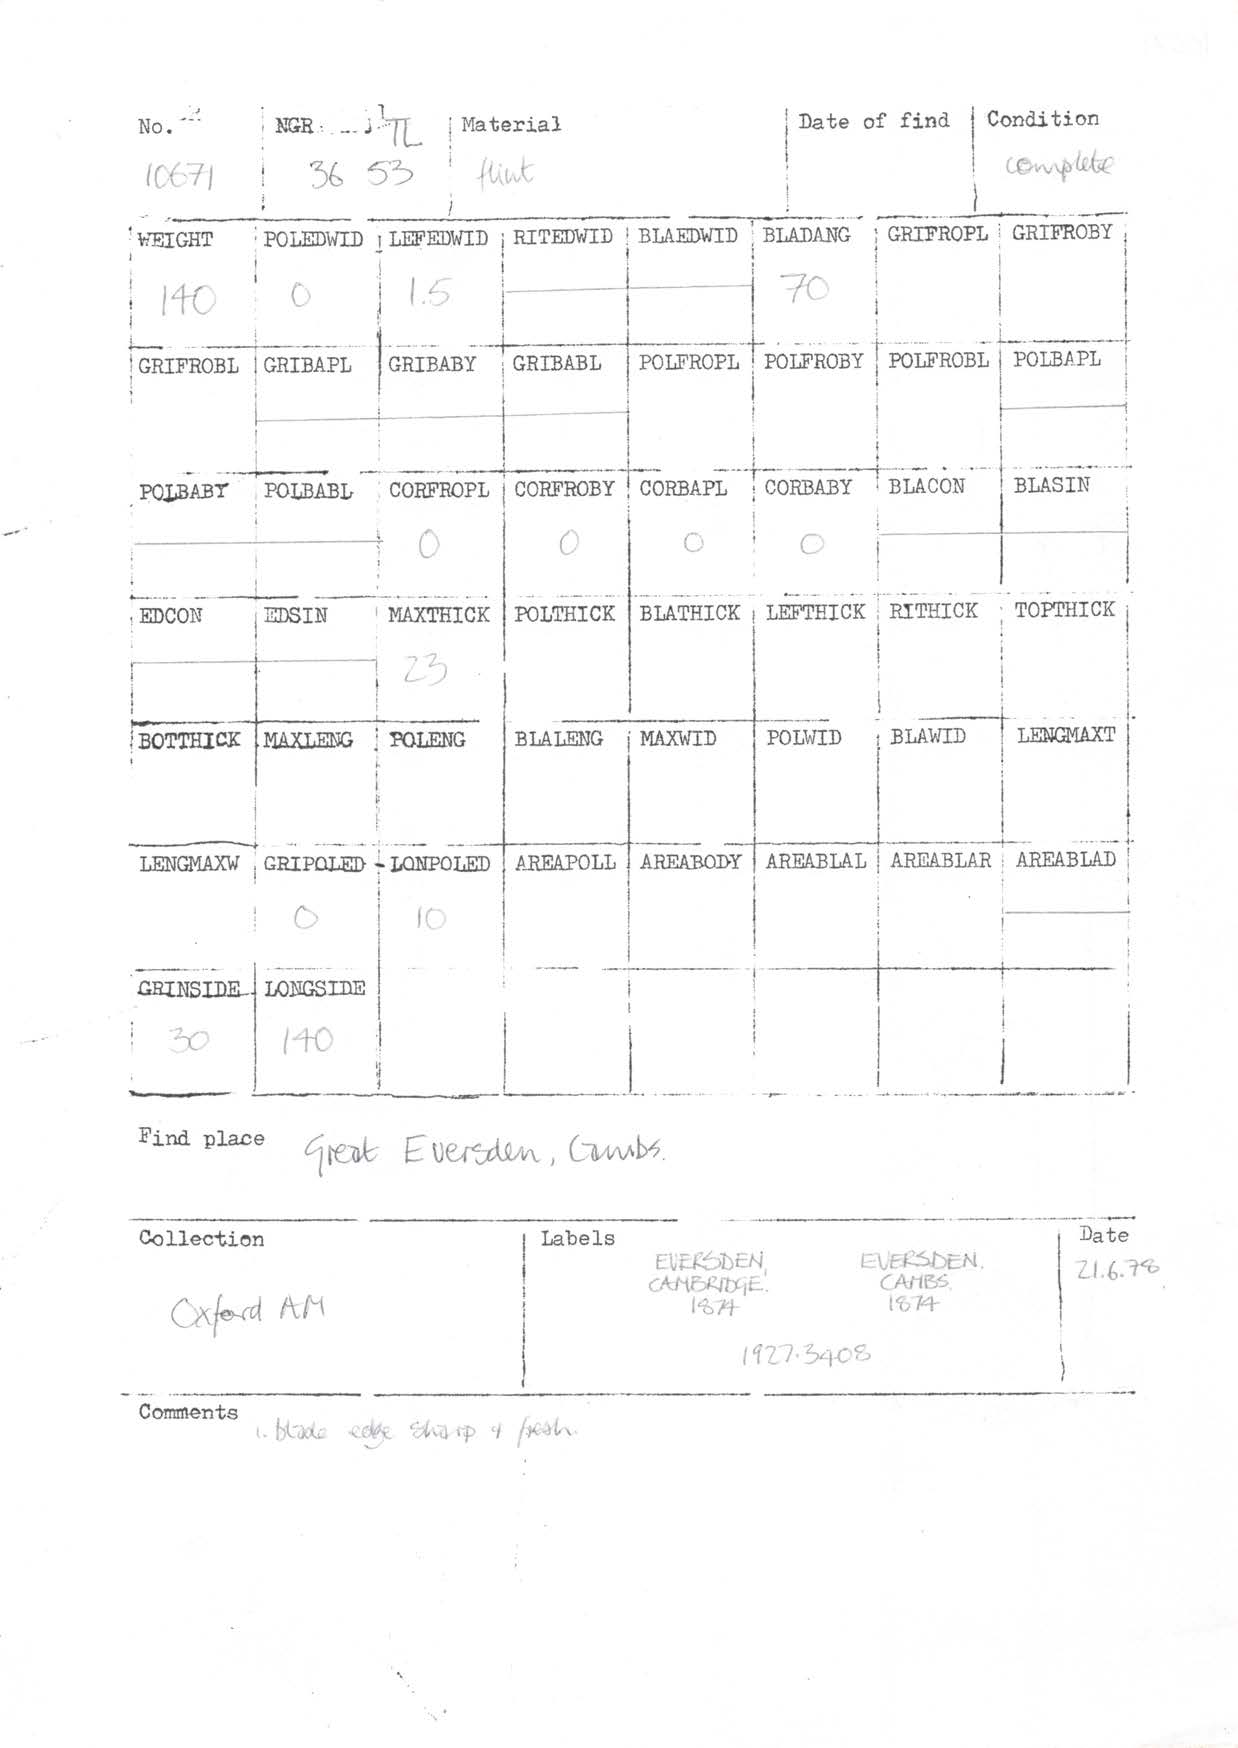 No. NGR TL Material Date of find Condition
10671 36 53 flint complete
WEIGHT POLEDWID LEFEDWID RITEDWID BLAEDWID BLADANG GRIFROPL GRIFROBY
140 0 1.5 70
GRIFROBL GRIBAPL GRIBABY GRIBABL POLFROPL POLFROBY POLFROBL POLBAPL
POLBABY POLBABL CORFROPL CORFROBY CORBAPL CORBABY BLACON BLASIN
0 0 0 0
EDCON EDSIN MAXTHICK POLTHICK BLATHICK LEFTHICK RITHICK TOPTHICK
23
BOTTHICK MAXLENG POLENG BLALENG MAXWID POLWID BLAWID LENGMAXT
LENGMAXW GRIPOLED LONPOLED AREAPOLL AREABODY AREABLAL AREABLAR AREABLAD
0 10
GRINSIDE LONGSIDE
30 140
Find place Great Eversden, Cambs.
Collection Labels Date
EVERSDEN, EVERSDEN. 21.6.78
CAMBRIDGE. CAMBS.
Oxford AM 1874 1874
1927.3408
Comments 1. blade edge sharp & fresh.